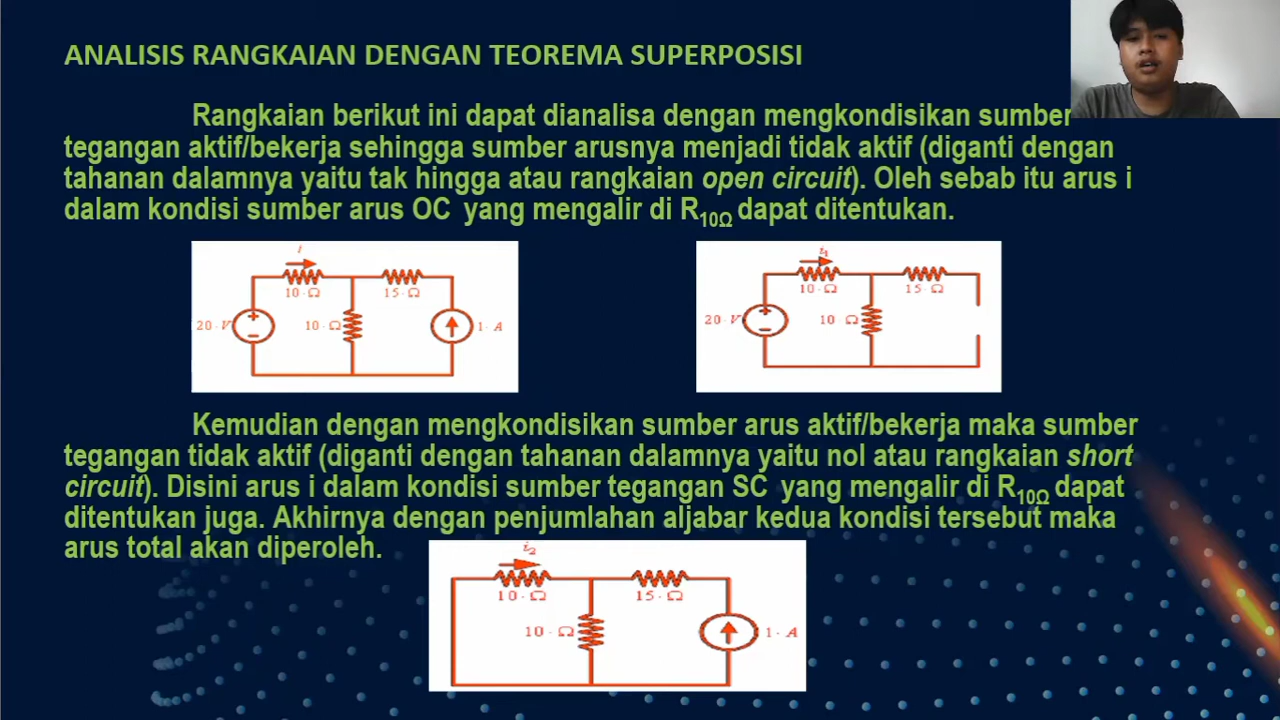 ANALISIS RANGKAIAN DENGAN TEOREMA SUPERPOSISI
Rangkaian berikut ini dapat dianalisa dengan mengkondisikan sumber
tegangan aktif/bekerja sehingga sumber arusnya menjadi tidak aktif (diganti dengan
tahanan dalamnya yaitu tak hingga atau rangkaian open circuit). Oleh sebab itu arus i
dalam kondisi sumber arus OC yang mengalir di R10Ω dapat ditentukan.
i
10·Ω 15·Ω
20·V 10·Ω 1·A
i1
10·Ω 15·Ω
20·V 10·Ω
Kemudian dengan mengkondisikan sumber arus aktif/bekerja maka sumber
tegangan tidak aktif (diganti dengan tahanan dalamnya yaitu nol atau rangkaian short
circuit). Disini arus i dalam kondisi sumber tegangan SC yang mengalir di R10Ω dapat
ditentukan juga. Akhirnya dengan penjumlahan aljabar kedua kondisi tersebut maka
arus total akan diperoleh.
i2
10·Ω 15·Ω
10·Ω 1·A